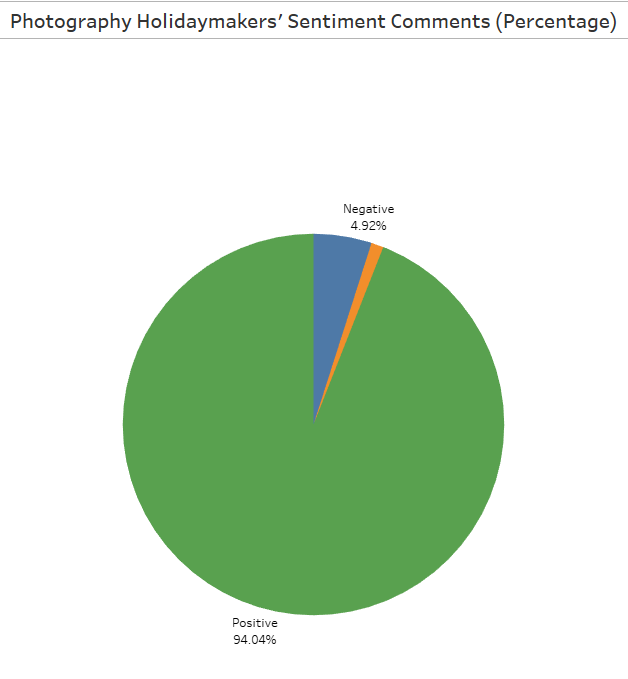 Photography Holidaymakers’ Sentiment Comments (Percentage)
Negative
4.92%
Positive
94.04%